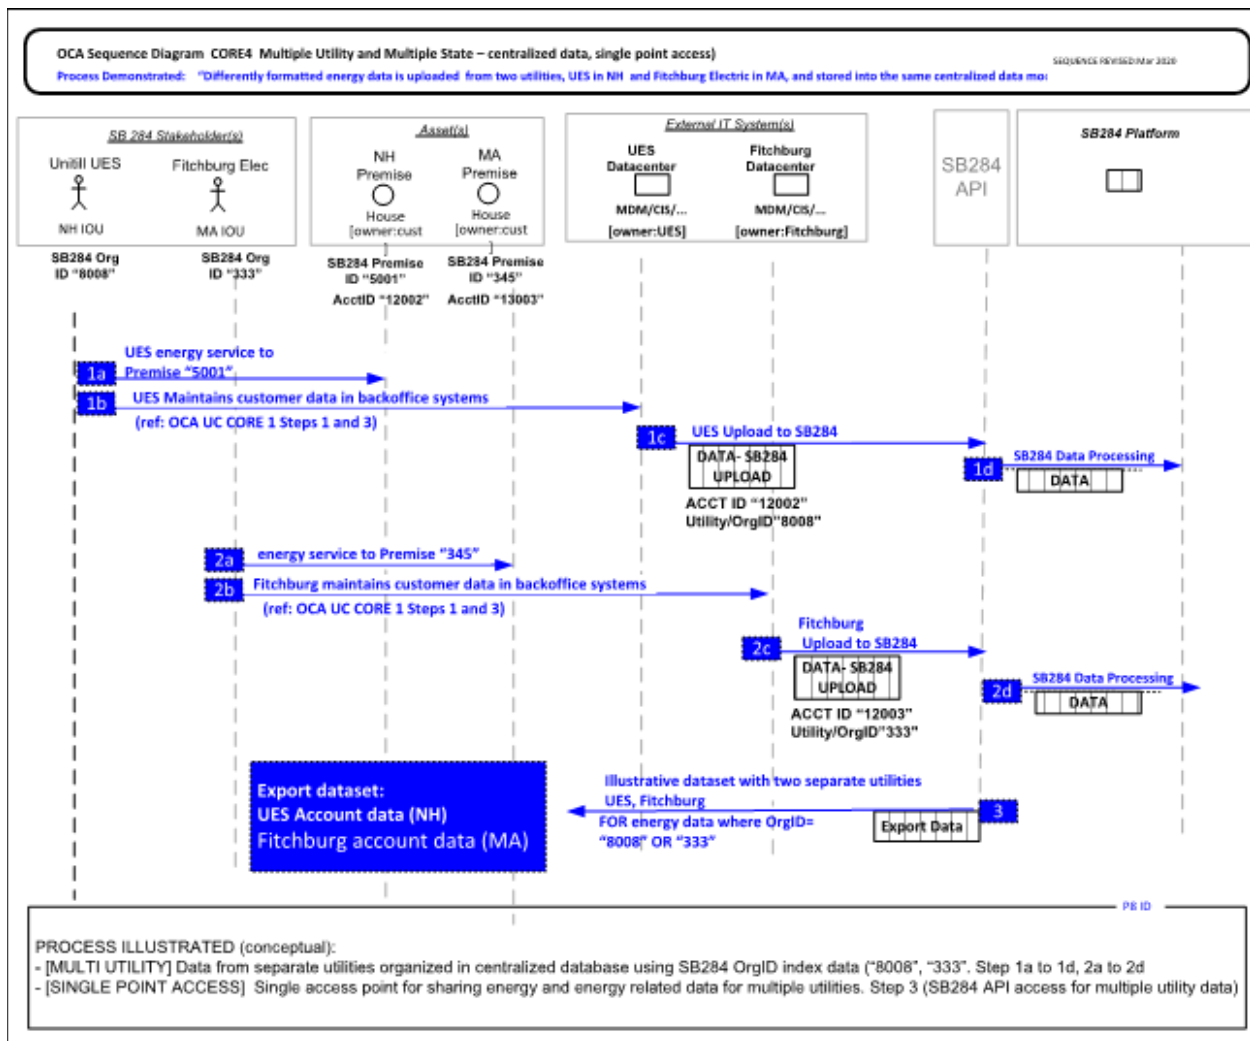 OCA Sequence Diagram  CORE4  Multiple Utility and Multiple State – centralized data, single point access)
SEQUENCE REVISED:Mar 2020
Process Demonstrated:   "Differently formatted energy data is uploaded  from two utilities, UES in NH  and Fitchburg Electric in MA, and stored into the same centralized data
SB 284 Stakeholder(s)
Unitill UES
Fitchburg Elec
NH IOU
MA IOU
SB284 Org
ID "8008"
SB284 Org
ID "333"
Asset(s)
NH
Premise
MA
Premise
House
[owner:cust
]
House
[owner:cust
]
SB284 Premise
ID "5001"
AcctID "12002"
SB284 Premise
ID "345"
AcctID "13003"
External IT System(s)
UES
Datacenter
Fitchburg
Datacenter
MDM/CIS/...
[owner:UES]
MDM/CIS/...
[owner:Fitchburg]
SB284
API
SB284 Platform
UES energy service to
1a
Premise "5001"
1b
UES Maintains customer data in backoffice systems
(ref: OCA UC CORE 1 Steps 1 and 3)
1c
UES Upload to SB284
DATA- SB284
UPLOAD
ACCT ID "12002"
Utility/OrgID"8008"
1d
SB284 Data Processing
DATA
2a
energy service to Premise "345"
2b
Fitchburg maintains customer data in backoffice systems
(ref: OCA UC CORE 1 Steps 1 and 3)
Fitchburg
2c
Upload to SB284
DATA- SB284
UPLOAD
ACCT ID "12003"
Utility/OrgID"333"
2d
SB284 Data Processing
DATA
Export dataset:
UES Account data (NH)
Fitchburg account data (MA)
Illustrative dataset with two separate utilities
UES, Fitchburg
FOR energy data where OrgID=
"8008" OR "333"
Export Data
3
P8 ID
PROCESS ILLUSTRATED (conceptual):
- [MULTI UTILITY] Data from separate utilities organized in centralized database using SB284 OrgID index data ("8008", "333". Step 1a to 1d, 2a to 2d
- [SINGLE POINT ACCESS]  Single access point for sharing energy and energy related data for multiple utilities. Step 3 (SB284 API access for multiple utility data)